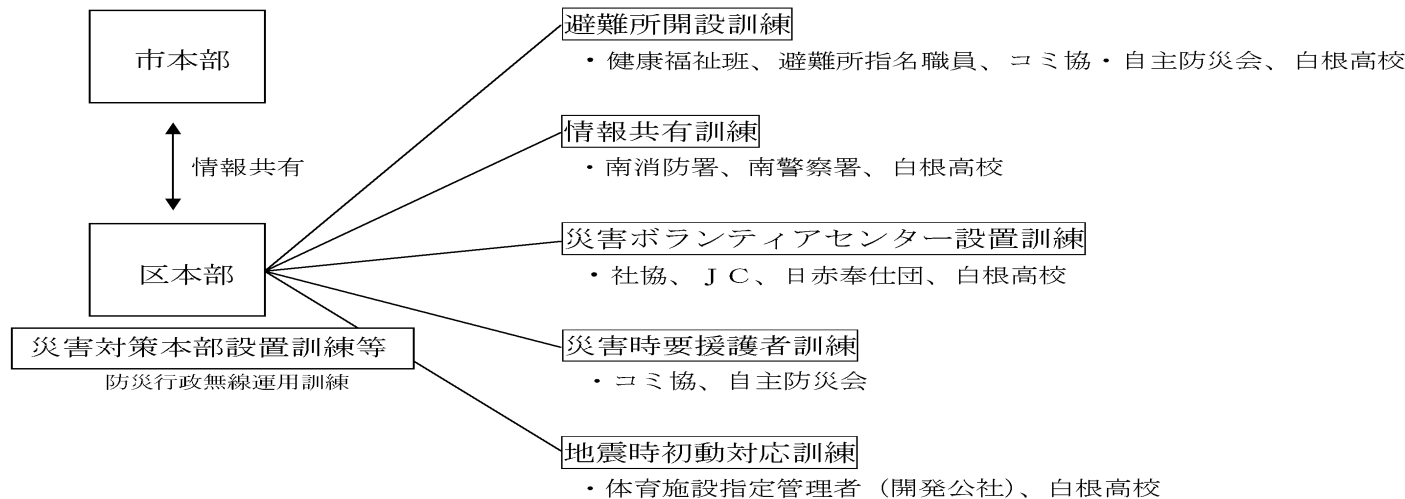 市本部
情報共有
区本部
災害対策本部設置訓練等
防災行政無線運用訓練
避難所開設訓練
・健康福祉班、避難所指名職員、コミ協・自主防災会、白根高校
情報共有訓練
・南消防署、南警察署、白根高校
災害ボランティアセンター設置訓練
・社協、ＪＣ、日赤奉仕団、白根高校
災害時要援護者訓練
・コミ協、自主防災会
地震時初動対応訓練
・体育施設指定管理者（開発公社）、白根高校